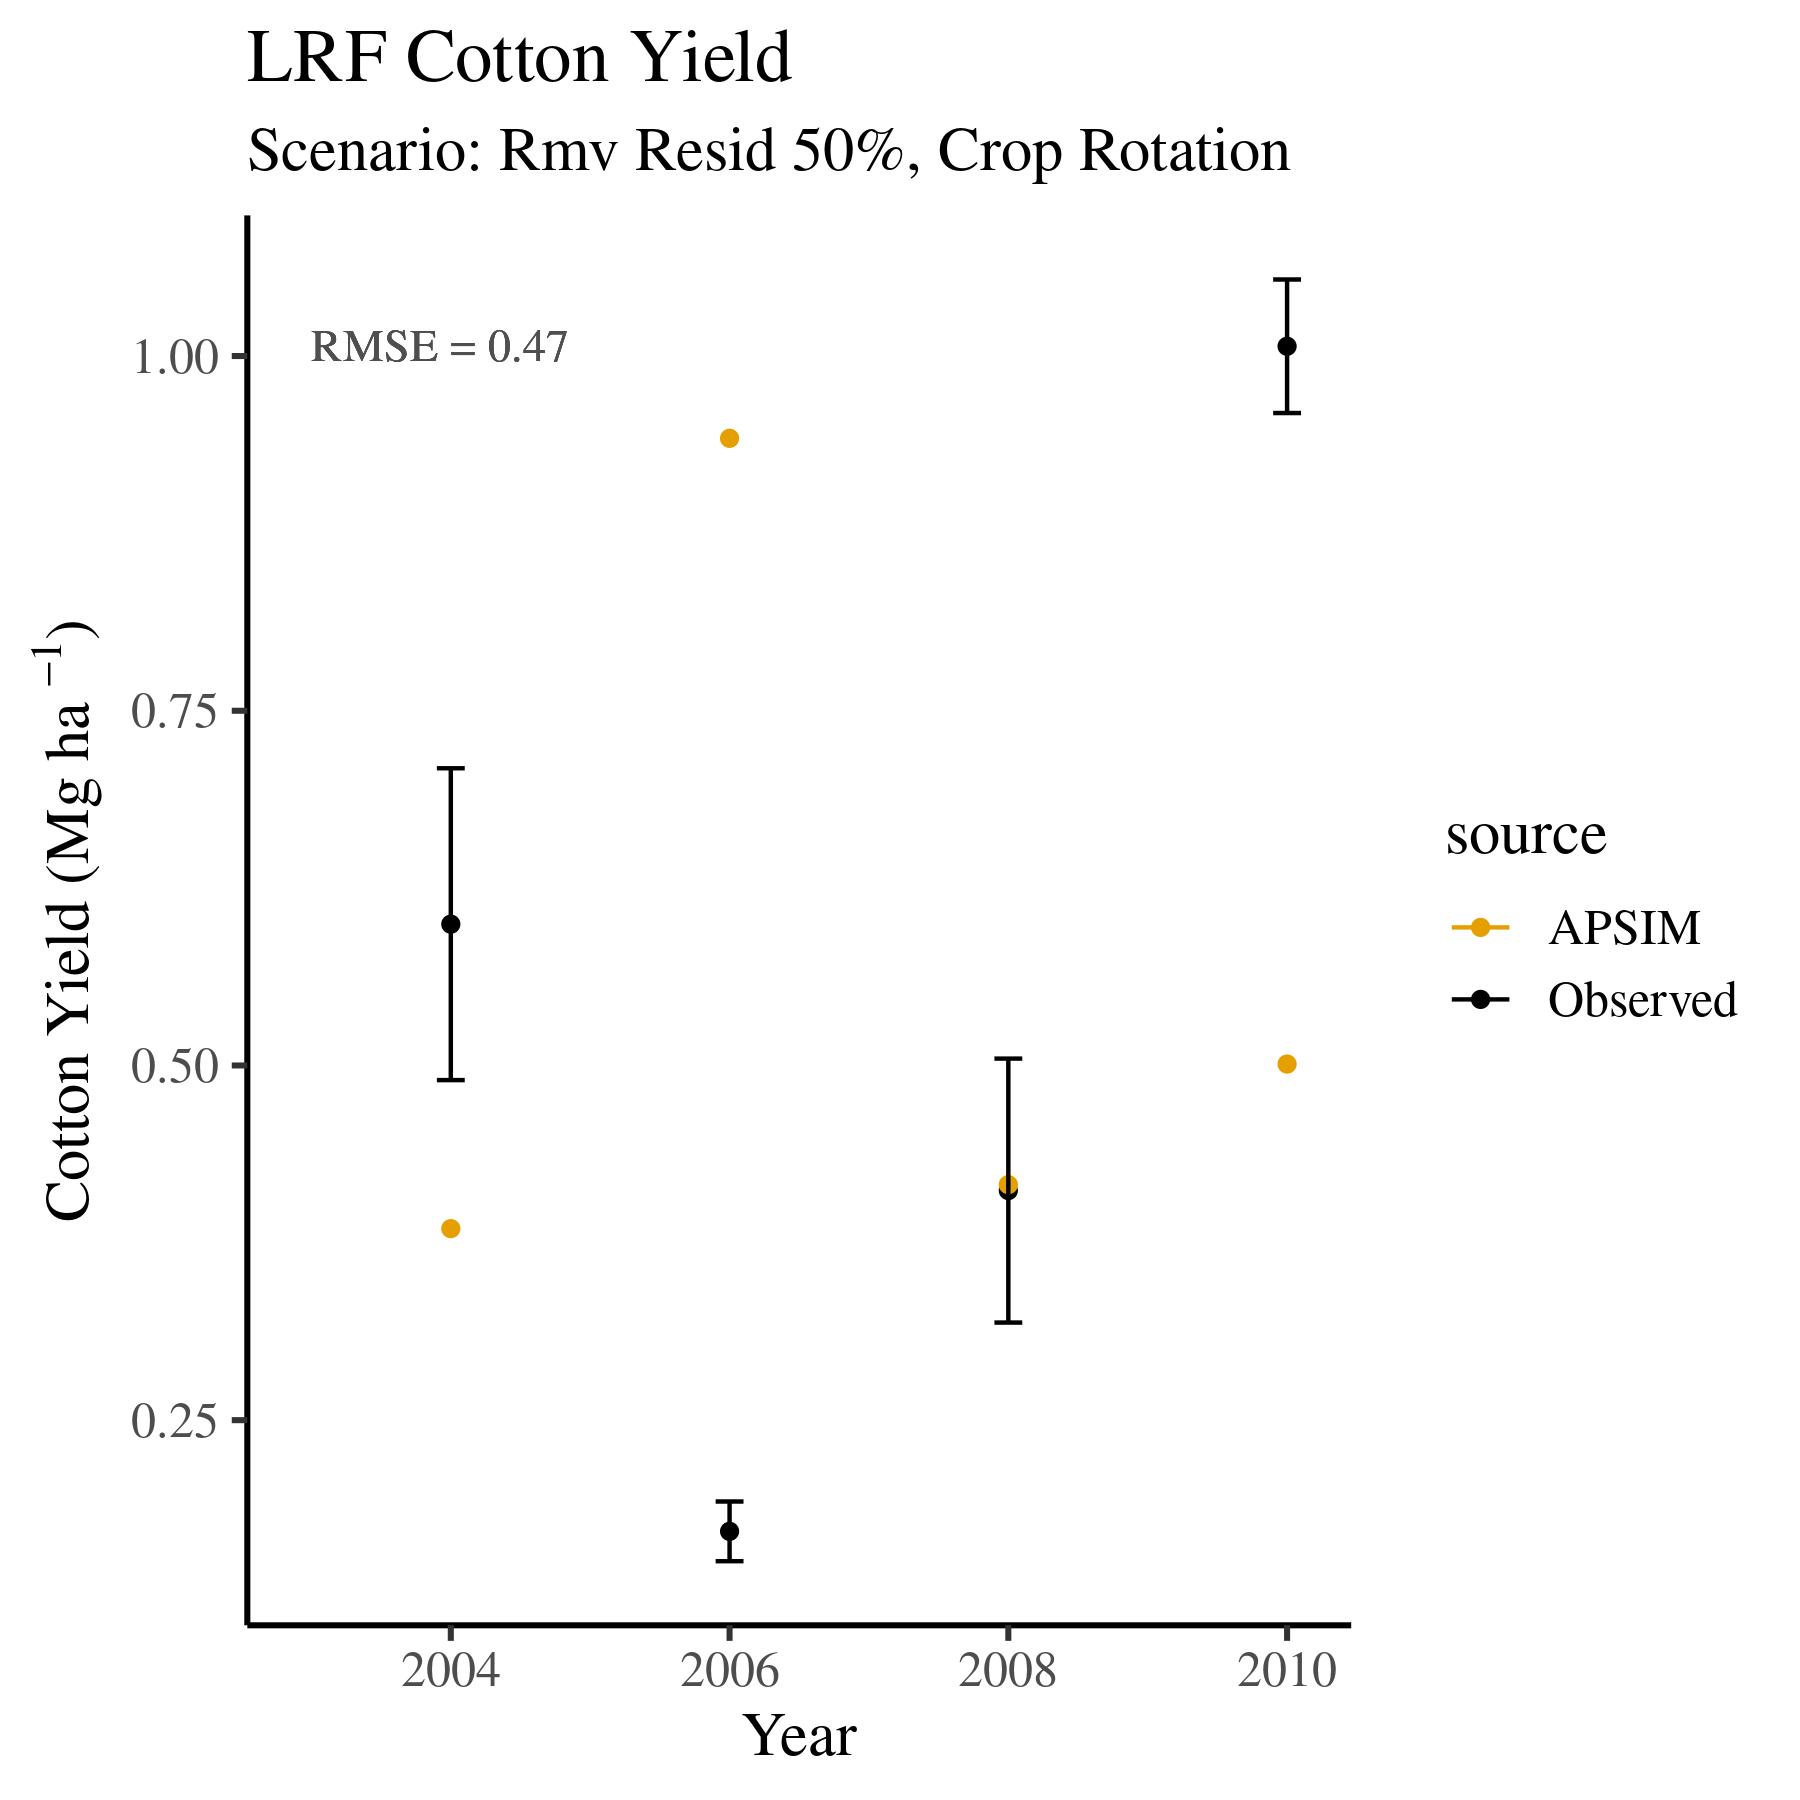 LRF Cotton Yield
Scenario: Rmv Resid 50%, Crop Rotation
RMSE = 0.47
1.00
0.75
0.50
0.25
Cotton Yield (Mg ha −1)
2004 2006 2008 2010
Year
source
APSIM
Observed